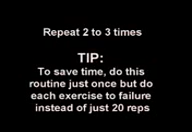 Repeat 2 to 3 times
TIP:
To save time, do this
routine just once but do
each exercise to failure
instead of just 20 reps